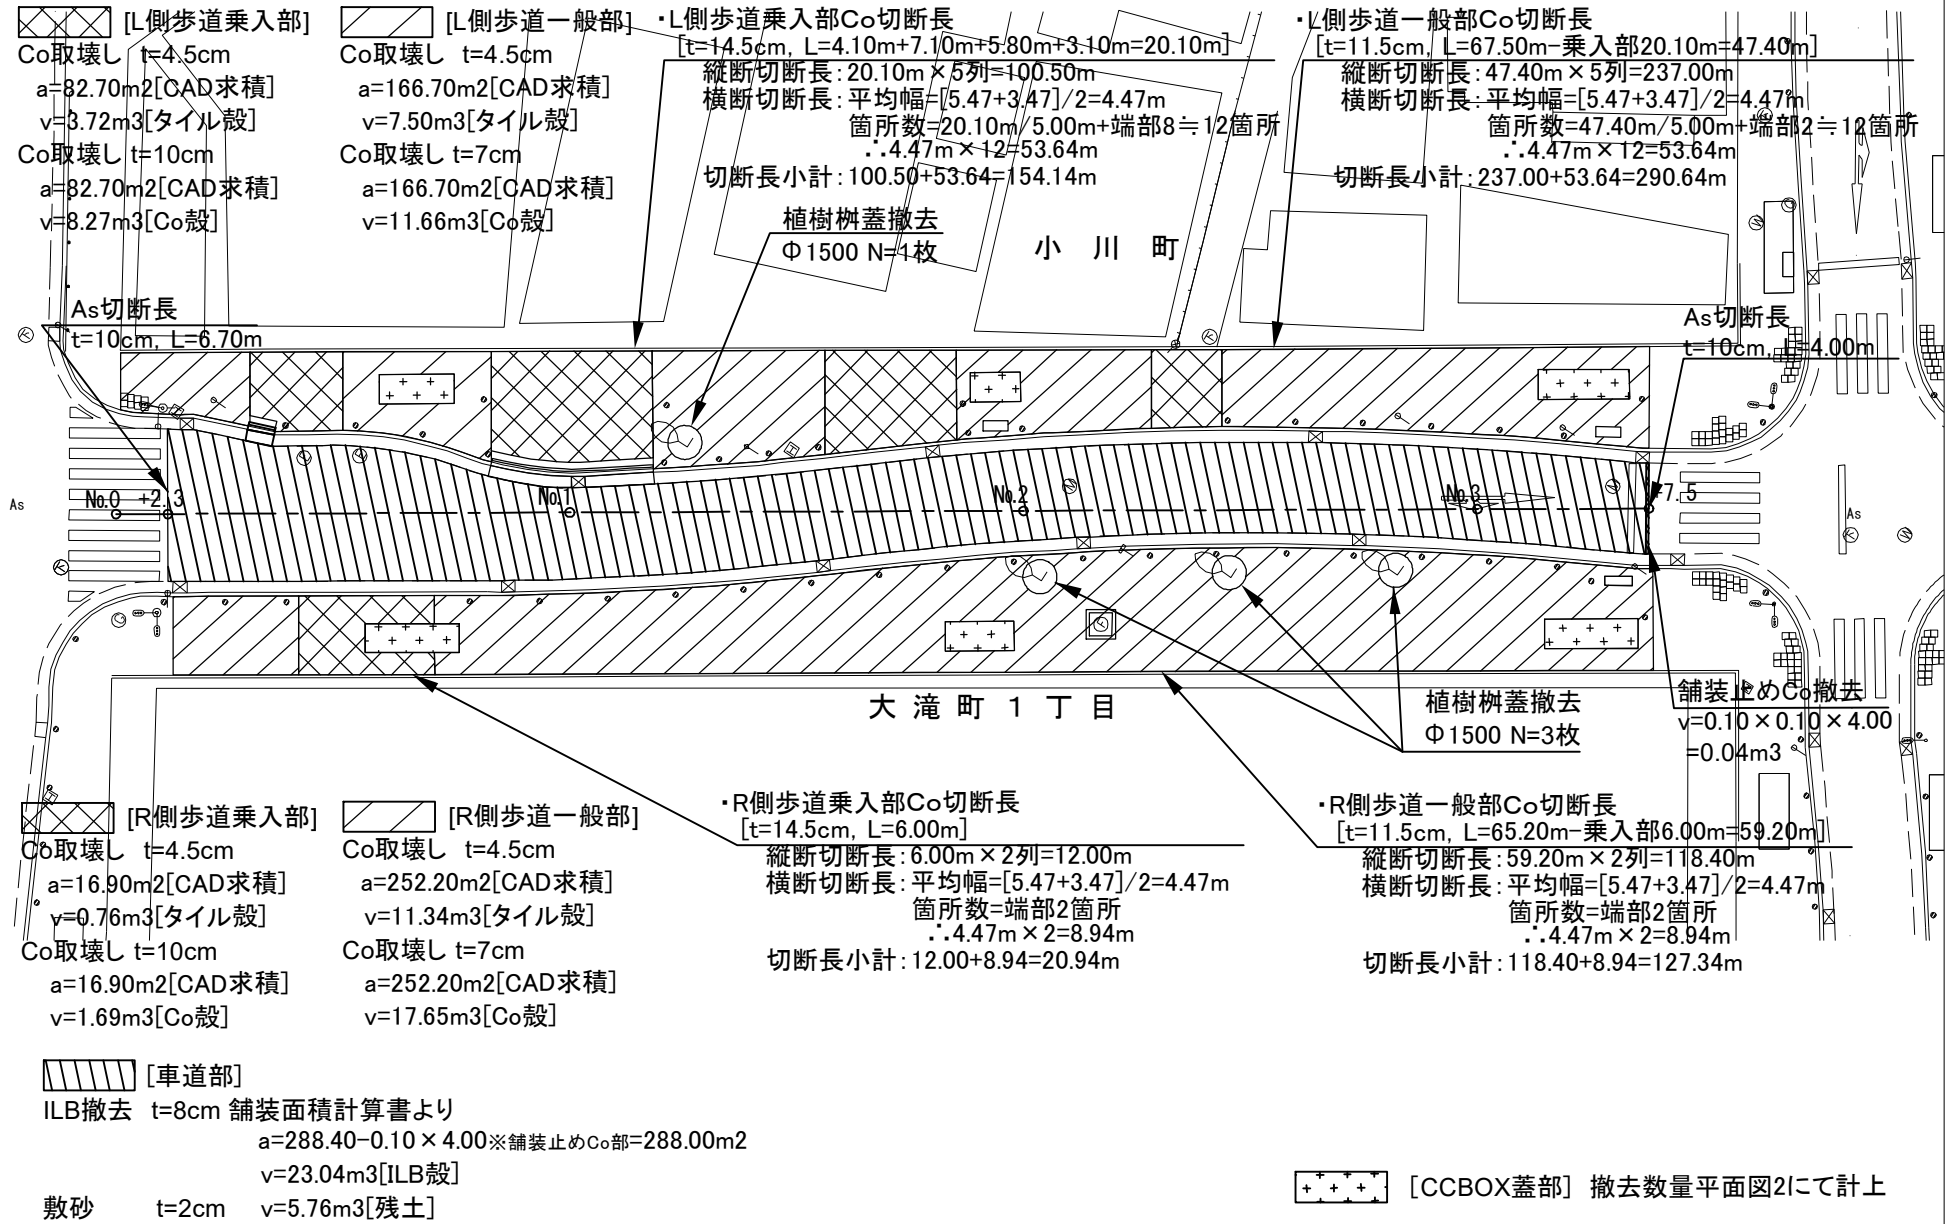 [L側歩道乗入部]
Co取壊し t=4.5cm
a=82.70m2[CAD求積]
v=3.72m3[タイル殻]
Co取壊し t=10cm
a=82.70m2[CAD求積]
v=8.27m3[Co殻]
[L側歩道一般部]
Co取壊し t=4.5cm
a=166.70m2[CAD求積]
v=7.50m3[タイル殻]
Co取壊し t=7cm
a=166.70m2[CAD求積]
v=11.66m3[Co殻]
・L側歩道乗入部Co切断長
[t=14.5cm, L=4.10m+7.10m+5.80m+3.10m=20.10m]
縦断切断長:20.10m×5列=100.50m
横断切断長:平均幅=[5.47+3.47]/2=4.47m
箇所数=20.10m/5.00m+端部8≒12箇所
∴4.47m×12=53.64m
切断長小計:100.50+53.64=154.14m
・L側歩道一般部Co切断長
[t=11.5cm, L=67.50m-乗入部20.10m=47.40m]
縦断切断長:47.40m×5列=237.00m
横断切断長:平均幅=[5.47+3.47]/2=4.47m
箇所数=47.40m/5.00m+端部2≒12箇所
∴4.47m×12=53.64m
切断長小計:237.00+53.64=290.64m
植樹桝蓋撤去
Φ1500 N=1枚
小川町
As切断長
t=10cm, L=6.70m
As切断長
t=10cm, L=4.00m
As
No.0 +2.3
No.1
No.2
No.3
+7.5
As
大滝町1丁目
植樹桝蓋撤去
Φ1500 N=3枚
舗装止めCo撤去
v=0.10×0.10×4.00
=0.04m3
[R側歩道乗入部]
Co取壊し t=4.5cm
a=16.90m2[CAD求積]
v=0.76m3[タイル殻]
Co取壊し t=10cm
a=16.90m2[CAD求積]
v=1.69m3[Co殻]
[R側歩道一般部]
Co取壊し t=4.5cm
a=252.20m2[CAD求積]
v=11.34m3[タイル殻]
Co取壊し t=7cm
a=252.20m2[CAD求積]
v=17.65m3[Co殻]
・R側歩道乗入部Co切断長
[t=14.5cm, L=6.00m]
縦断切断長:6.00m×2列=12.00m
横断切断長:平均幅=[5.47+3.47]/2=4.47m
箇所数=端部2箇所
∴4.47m×2=8.94m
切断長小計:12.00+8.94=20.94m
・R側歩道一般部Co切断長
[t=11.5cm, L=65.20m-乗入部6.00m=59.20m]
縦断切断長:59.20m×2列=118.40m
横断切断長:平均幅=[5.47+3.47]/2=4.47m
箇所数=端部2箇所
∴4.47m×2=8.94m
切断長小計:118.40+8.94=127.34m
[車道部]
ILB撤去 t=8cm 舗装面積計算書より
a=288.40-0.10×4.00※舗装止めCo部=288.00m2
v=23.04m3[ILB殻]
敷砂 t=2cm v=5.76m3[残土]
[CCBOX蓋部] 撤去数量平面図2にて計上